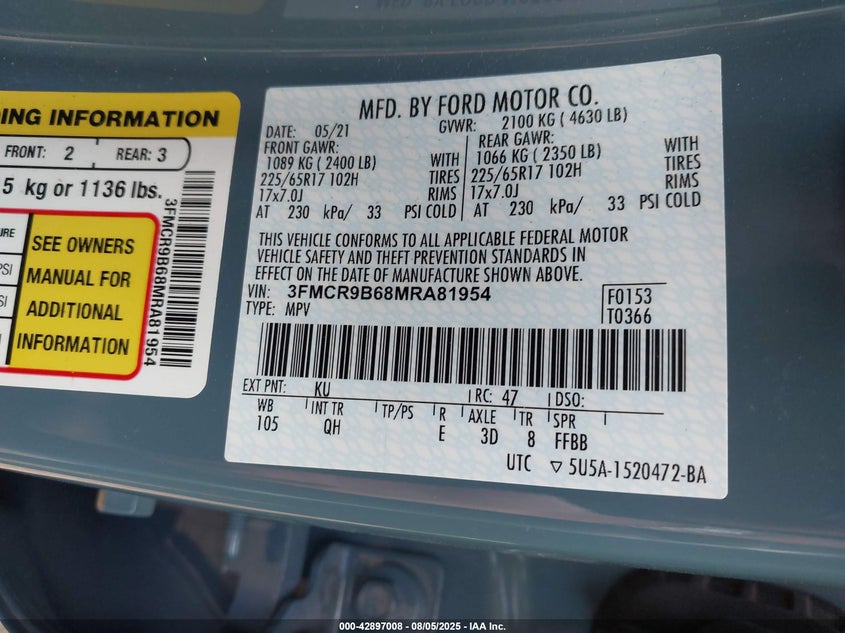 DING INFORMATION
FRONT: 2 REAR: 3
5 kg or 1136 lbs.
URE
PSI
SI
SEE OWNERS
MANUAL FOR
ADDITIONAL
INFORMATION
3FMCR9B68MRA81954
MFD. BY FORD MOTOR CO.
DATE: 05/21 GVWR: 2100 KG ( 4630 LB)
FRONT GAWR: REAR GAWR:
1089 KG ( 2400 LB) WITH 1066 KG ( 2350 LB) WITH
225/65R17 102H TIRES 225/65R17 102H TIRES
17x7.0J RIMS 17x7.0J RIMS
AT 230 kPa/ 33 PSI COLD AT 230 kPa/ 33 PSI COLD
THIS VEHICLE CONFORMS TO ALL APPLICABLE FEDERAL MOTOR
VEHICLE SAFETY AND THEFT PREVENTION STANDARDS IN
EFFECT ON THE DATE OF MANUFACTURE SHOWN ABOVE.
VIN: 3FMCR9B68MRA81954 F0153
TYPE: MPV T0366
EXT PNT: KU RC: 47 DSO:
WB INT TR TP/PS R AXLE TR SPR
105 QH E 3D 8 FFBB
UTC ▽5U5A-1520472-BA
000-42897008 - 08/05/2025 - IAA Inc.